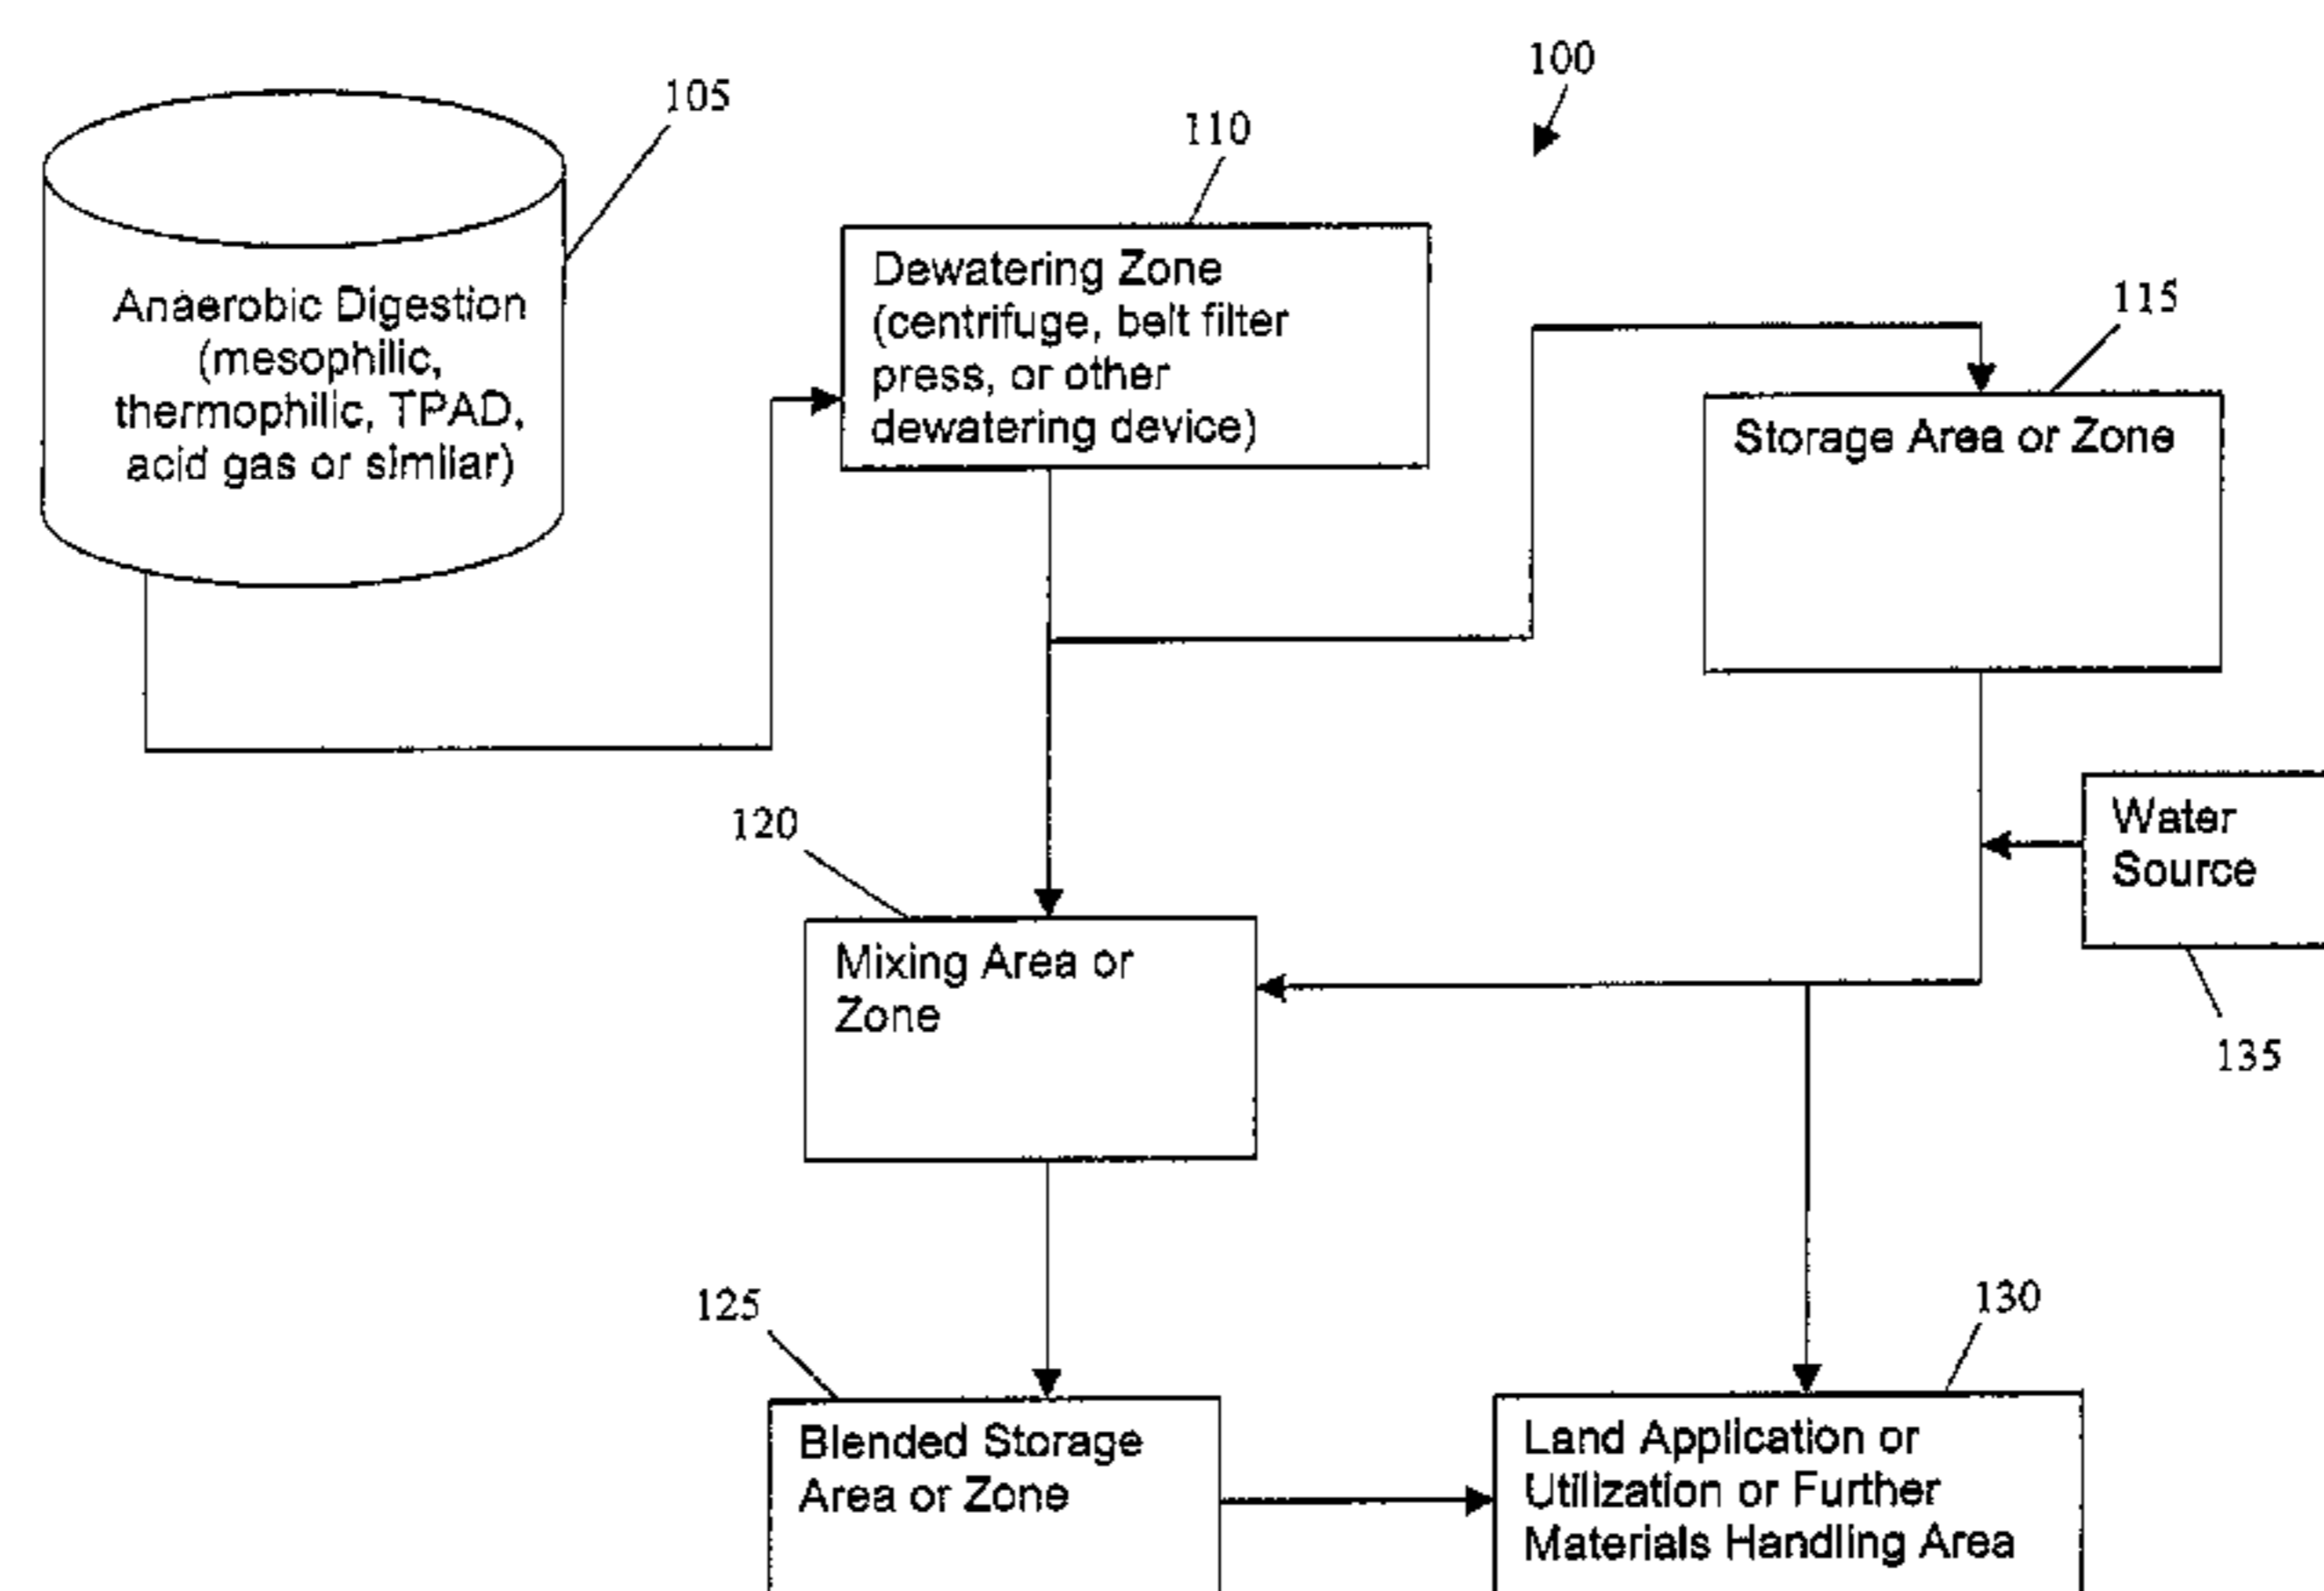 100
105
110
Anaerobic Digestion
(mesophilic,
thermophilic, TPAD,
acid gas or similar)
Dewatering Zone
(centrifuge, belt filter
press, or other
dewatering device)
115
Storage Area or Zone
Water
Source
135
120
Mixing Area or
Zone
125
Blended Storage
Area or Zone
130
Land Application or
Utilization or Further
Materials Handling Area